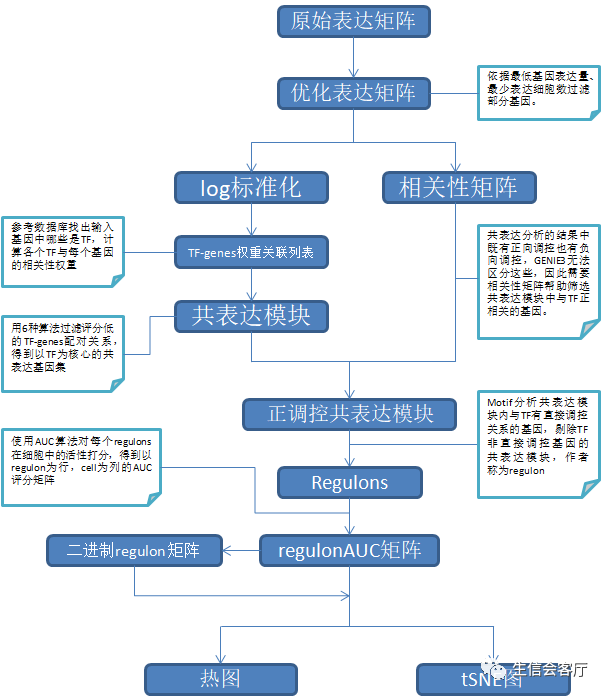 原始表达矩阵
优化表达矩阵
依据最低基因表达量、
最少表达细胞数过滤
部分基因。
log标准化
相关性矩阵
参考数据库找出输入
基因中哪些是TF，计
算各个TF与每个基因
的相关性权重
TF-genes权重关联列表
共表达分析的结果中
既有正向调控也有负
向调控，GENIE3无法
区分这些，因此需要
相关性矩阵帮助筛选
共表达模块中与TF正
相关的基因。
共表达模块
用6种算法过滤评分低
的TF-genes配对关系，
得到以TF为核心的共
表达基因集
正调控共表达模块
Motif分析共表达模
块内与TF有直接调控
关系的基因，剔除TF
非直接调控基因的
共表达模块，作者
称为regulon
使用AUC算法对每个regulons
在细胞中的活性打分，得到以
regulon为行，cell为列的AUC
评分矩阵
Regulons
二进制regulon 矩阵
regulonAUC矩阵
热图
tSNE图
生信会客厅